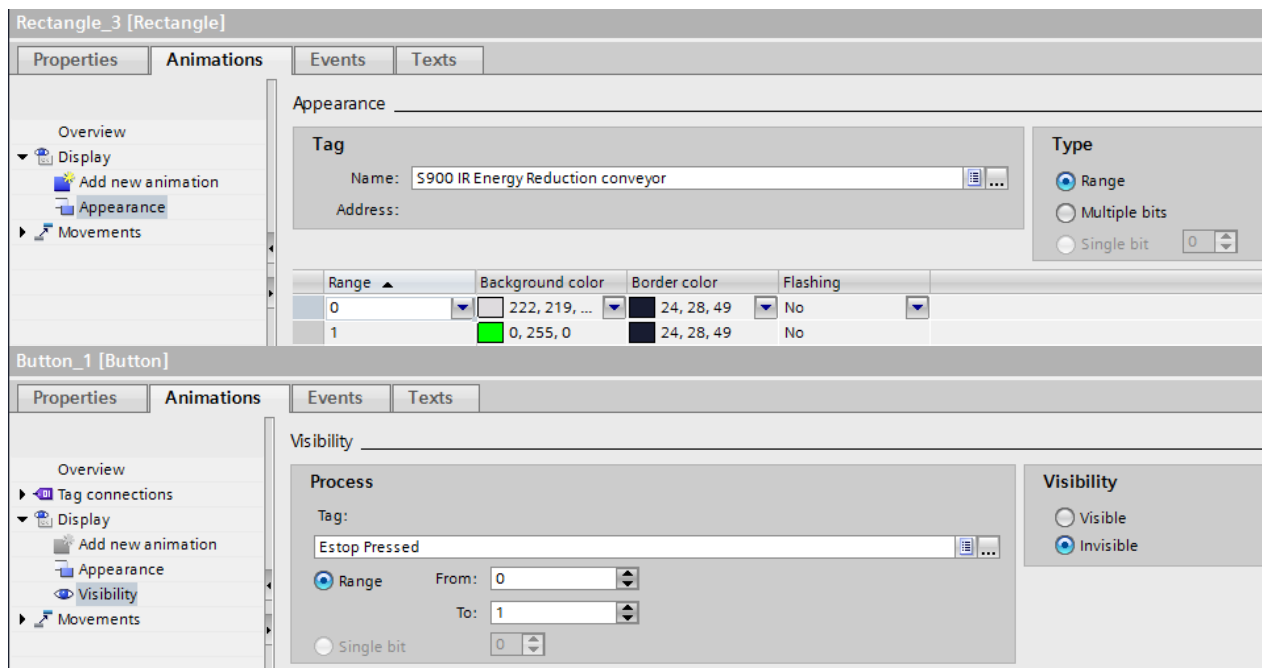 Rectangle_3 [Rectangle]
Properties Animations Events Texts
Appearance
Overview
Display
Add new animation
Appearance
Movements
Tag
Name: S900 IR Energy Reduction conveyor ...
Address:
Type
Range
Multiple bits
Single bit 0
Range Background color Border color Flashing
0 222, 219, ... 24, 28, 49 No
1 0, 255, 0 24, 28, 49 No
Button_1 [Button]
Properties Animations Events Texts
Visibility
Overview
Tag connections
Display
Add new animation
Appearance
Visibility
Movements
Process
Tag:
Estop Pressed ...
Range From: 0
To: 1
Single bit 0
Visibility
Visible
Invisible